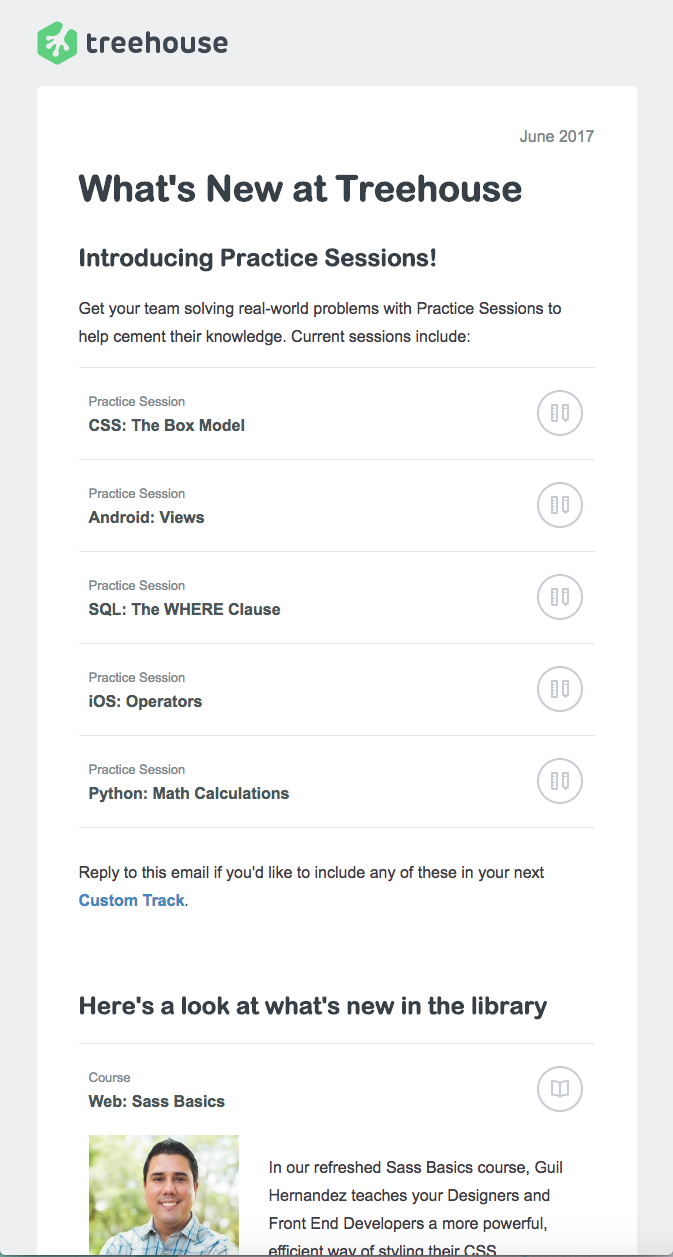 treehouse
June 2017
What's New at Treehouse
Introducing Practice Sessions!
Get your team solving real-world problems with Practice Sessions to
help cement their knowledge. Current sessions include:
Practice Session
CSS: The Box Model
Practice Session
Android: Views
Practice Session
SQL: The WHERE Clause
Practice Session
iOS: Operators
Practice Session
Python: Math Calculations
Reply to this email if you'd like to include any of these in your next
Custom Track.
Here's a look at what's new in the library
Course
Web: Sass Basics
In our refreshed Sass Basics course, Guil
Hernandez teaches your Designers and
Front End Developers a more powerful,
efficient way of styling their CSS